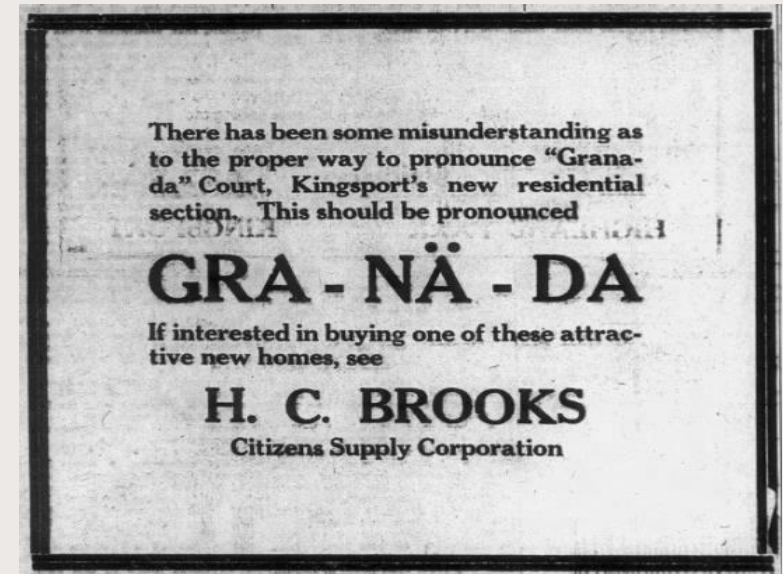 There has been some misunderstanding as
to the proper way to pronounce “Grana-
da” Court, Kingsport's new residential
section. This should be pronounced
GRA - NÄ - DA
If interested in buying one of these attrac-
tive new homes, see
H. C. BROOKS
Citizens Supply Corporation